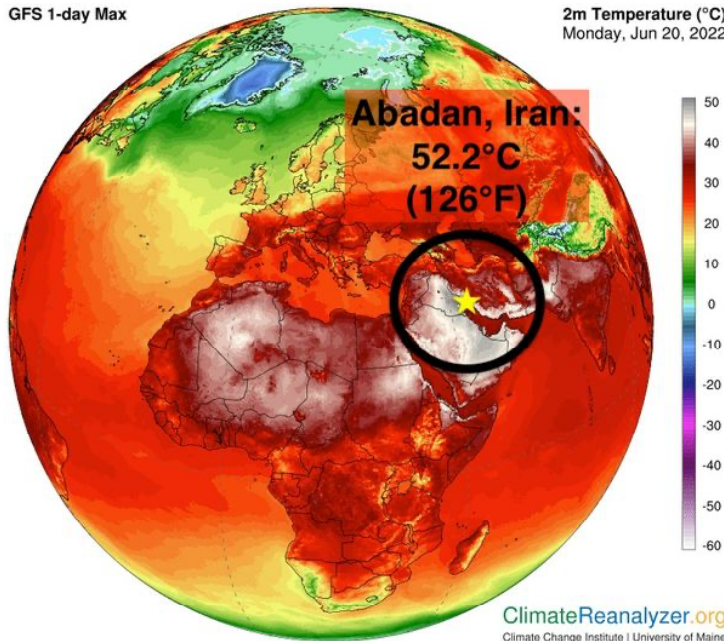 GFS 1-day Max
2m Temperature (°C)
Monday, Jun 20, 2022
Abadan, Iran:
52.2°C
(126°F)
50
40
30
20
10
0
-10
-20
-30
-40
-50
-60
ClimateReanalyzer.org
Climate Change Institute | University of Maine